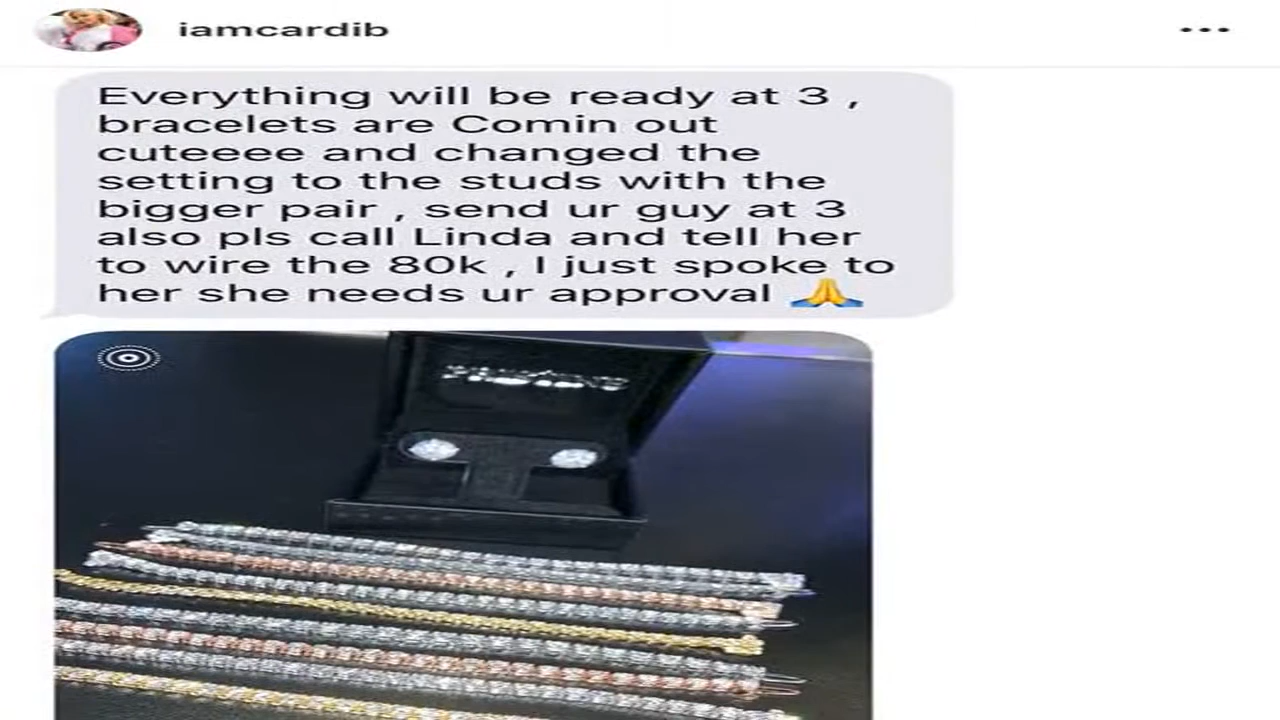 iamcardib
Everything will be ready at 3 ,
bracelets are Comin out
cuteeee and changed the
setting to the studs with the
bigger pair , send ur guy at 3
also pls call Linda and tell her
to wire the 80k , I just spoke to
her she needs ur approval 🙏